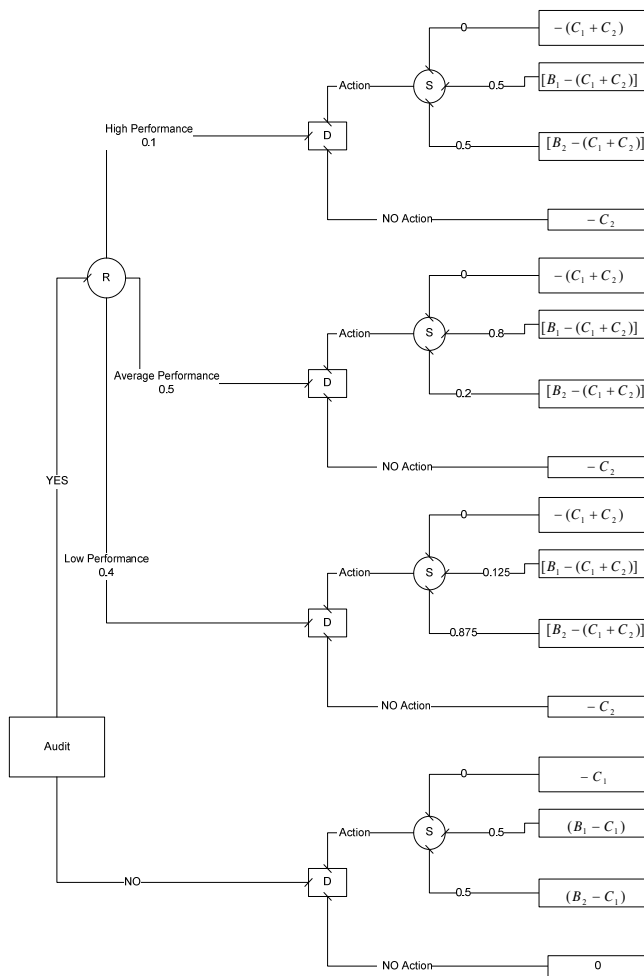 0
− (C₁ + C₂)
Action
S
0.5
[B₁ − (C₁ + C₂)]
High Performance
0.1
D
0.5
[B₂ − (C₁ + C₂)]
NO Action
− C₂
R
0
− (C₁ + C₂)
Action
S
0.8
[B₁ − (C₁ + C₂)]
Average Performance
0.5
D
0.2
[B₂ − (C₁ + C₂)]
NO Action
− C₂
YES
0
− (C₁ + C₂)
Low Performance
0.4
Action
S
0.125
[B₁ − (C₁ + C₂)]
D
0.875
[B₂ − (C₁ + C₂)]
NO Action
− C₂
Audit
0
− C₁
Action
S
0.5
(B₁ − C₁)
NO
D
0.5
(B₂ − C₁)
NO Action
0